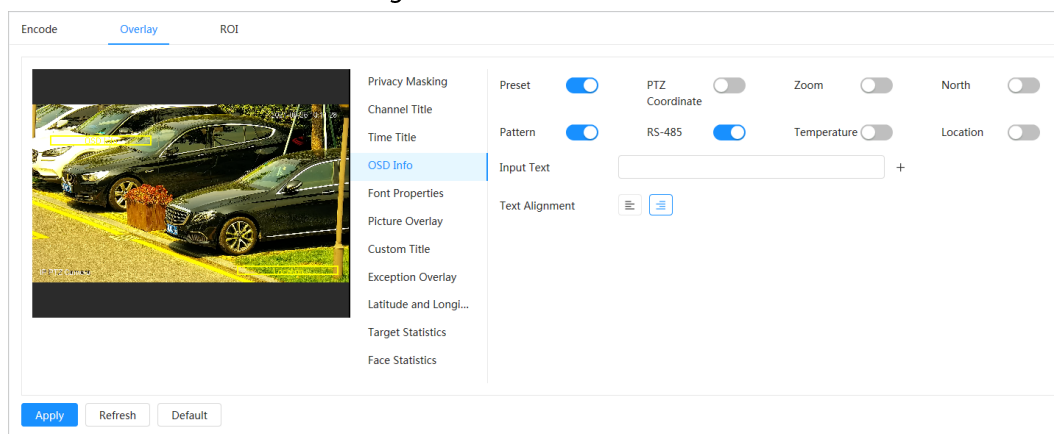 Encode Overlay ROI
Privacy Masking
Channel Title
Time Title
OSD Info
Font Properties
Picture Overlay
Custom Title
Exception Overlay
Latitude and Longi...
Target Statistics
Face Statistics
Preset PTZ Coordinate Zoom North
Pattern RS-485 Temperature Location
Input Text +
Text Alignment
Apply Refresh Default